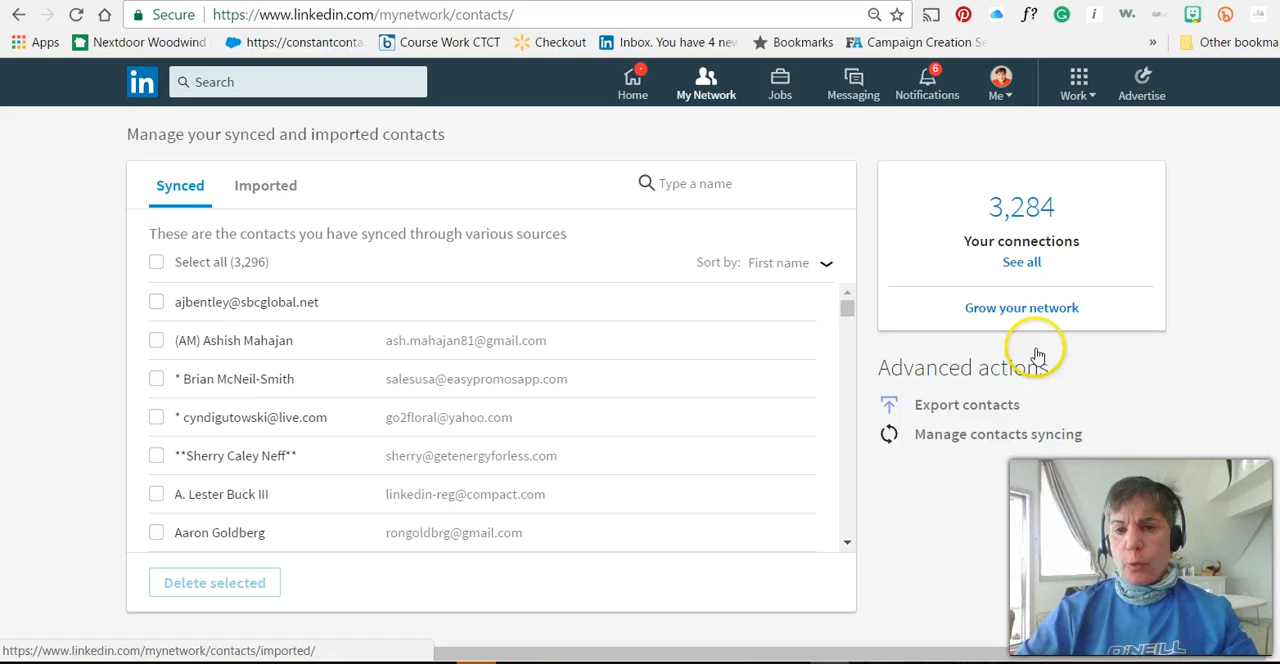 Secure https://www.linkedin.com/mynetwork/contacts/
Apps Nextdoor Woodwind https://constantconta Course Work CTCT Checkout Inbox. You have 4 new Bookmarks Campaign Creation Se » Other bookma
in Search Home My Network Jobs Messaging 6 Notifications Me Work Advertise
Manage your synced and imported contacts
Synced Imported Type a name
These are the contacts you have synced through various sources
Select all (3,296) Sort by: First name
ajbentley@sbcglobal.net
(AM) Ashish Mahajan ash.mahajan81@gmail.com
* Brian McNeil-Smith salesusa@easypromosapp.com
* cyndigutowski@live.com go2floral@yahoo.com
**Sherry Caley Neff** sherry@getenergyforless.com
A. Lester Buck III linkedin-reg@compact.com
Aaron Goldberg rongoldbrg@gmail.com
Delete selected
3,284
Your connections
See all
Grow your network
Advanced actions
Export contacts
Manage contacts syncing
O'NEILL
https://www.linkedin.com/mynetwork/contacts/imported/